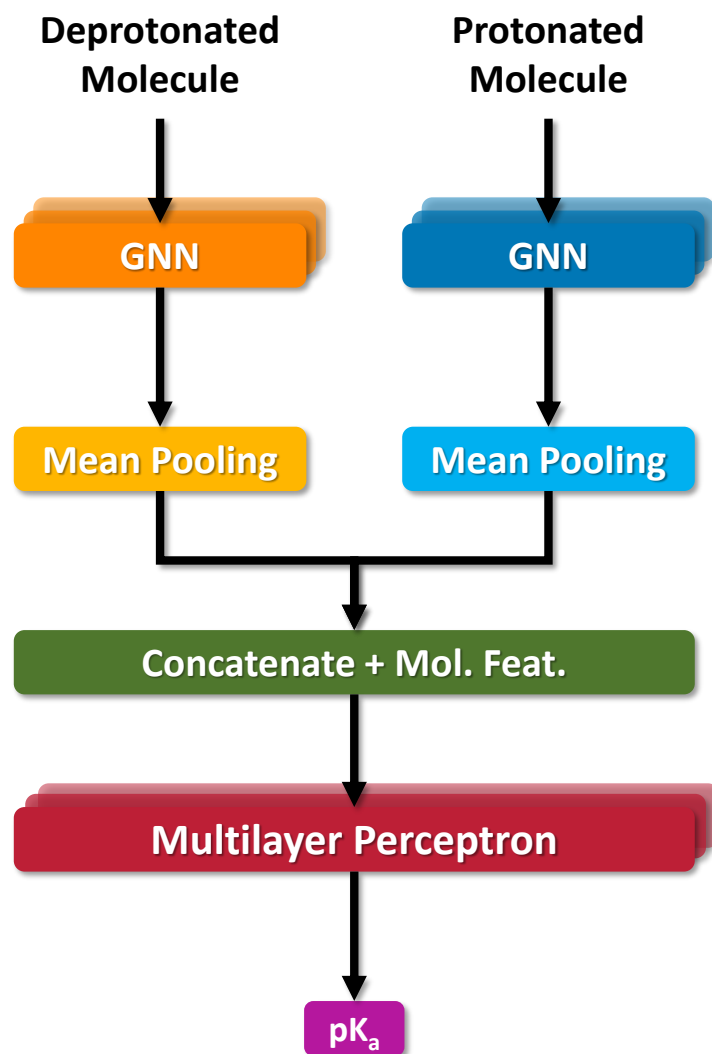 Deprotonated
Molecule
Protonated
Molecule
GNN
GNN
Mean Pooling
Mean Pooling
Concatenate + Mol. Feat.
Multilayer Perceptron
pKₐ